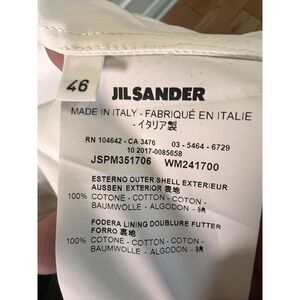 46
JIL SANDER
MADE IN ITALY - FABRIQUÉ EN ITALIE
- イタリア製
RN 104642 - CA 3476 03 - 5464 - 6729
10 2017-0085658
JSPM351706 WM241700
ESTERNO OUTER SHELL EXTERIEUR
AUSSEN EXTERIOR 表地
100% COTONE - COTTON - COTON -
BAUMWOLLE - ALGODON - 綿
FODERA LINING DOUBLURE FUTTER
FORRO 裏地
100% COTONE - COTTON - COTON -
BAUMWOLLE - ALGODON - 綿